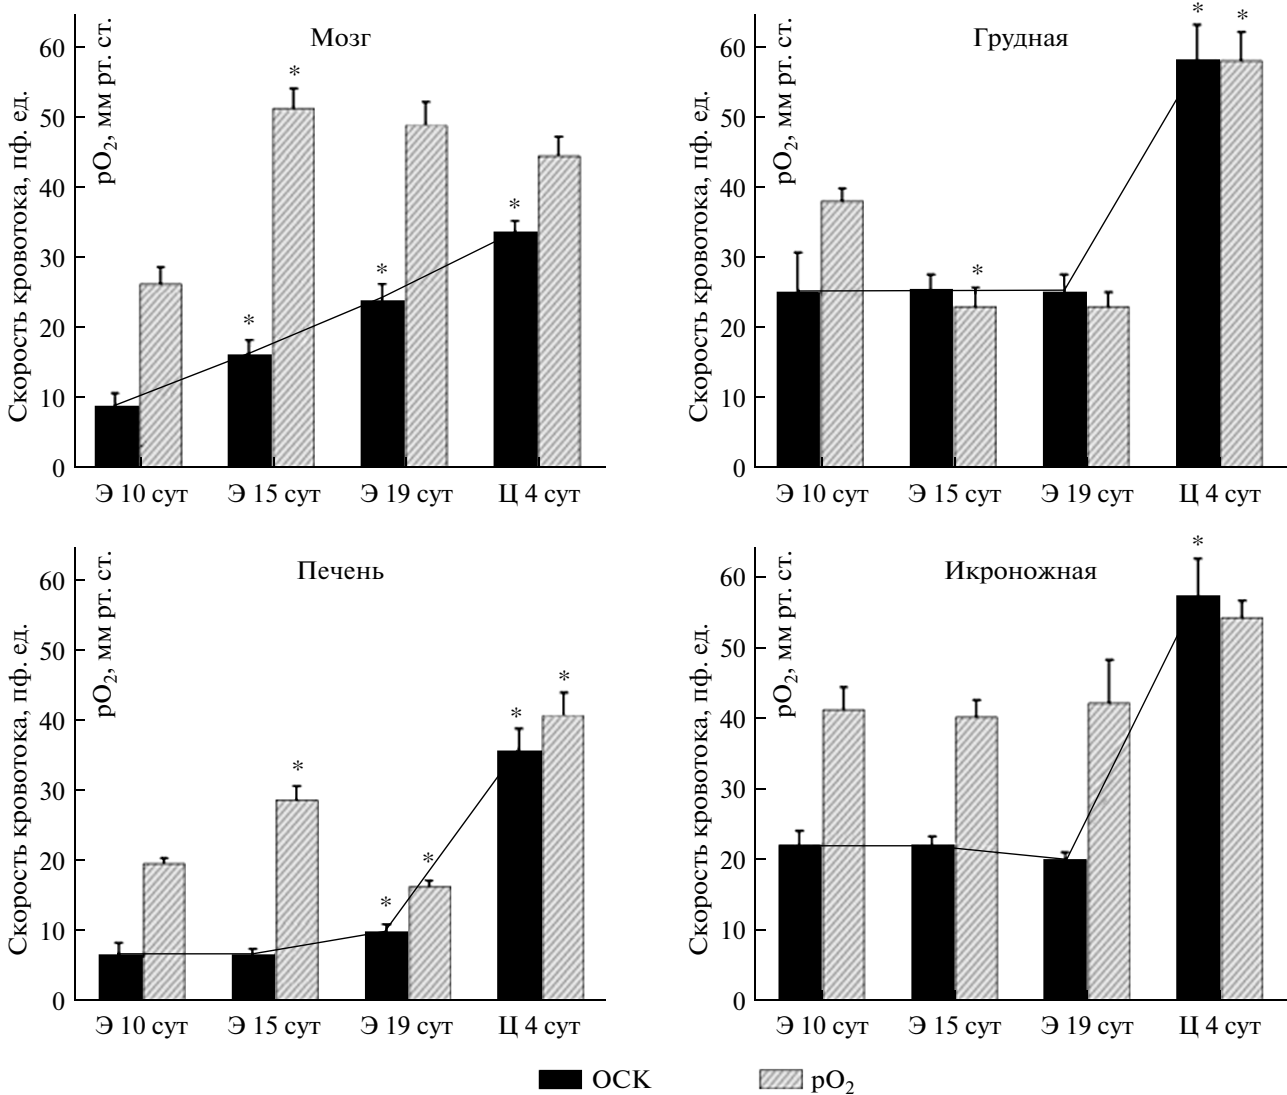 Мозг
Скорость кровотока, пф. ед.
pO₂, мм рт. ст.
60
50
40
30
20
10
0
* * * *
Э 10 сут Э 15 сут Э 19 сут Ц 4 сут
Грудная
Скорость кровотока, пф. ед.
pO₂, мм рт. ст.
60
50
40
30
20
10
0
* * *
Э 10 сут Э 15 сут Э 19 сут Ц 4 сут
Печень
Скорость кровотока, пф. ед.
pO₂, мм рт. ст.
60
50
40
30
20
10
0
* * * * *
Э 10 сут Э 15 сут Э 19 сут Ц 4 сут
Икроножная
Скорость кровотока, пф. ед.
pO₂, мм рт. ст.
60
50
40
30
20
10
0
*
Э 10 сут Э 15 сут Э 19 сут Ц 4 сут
ОСК pO₂